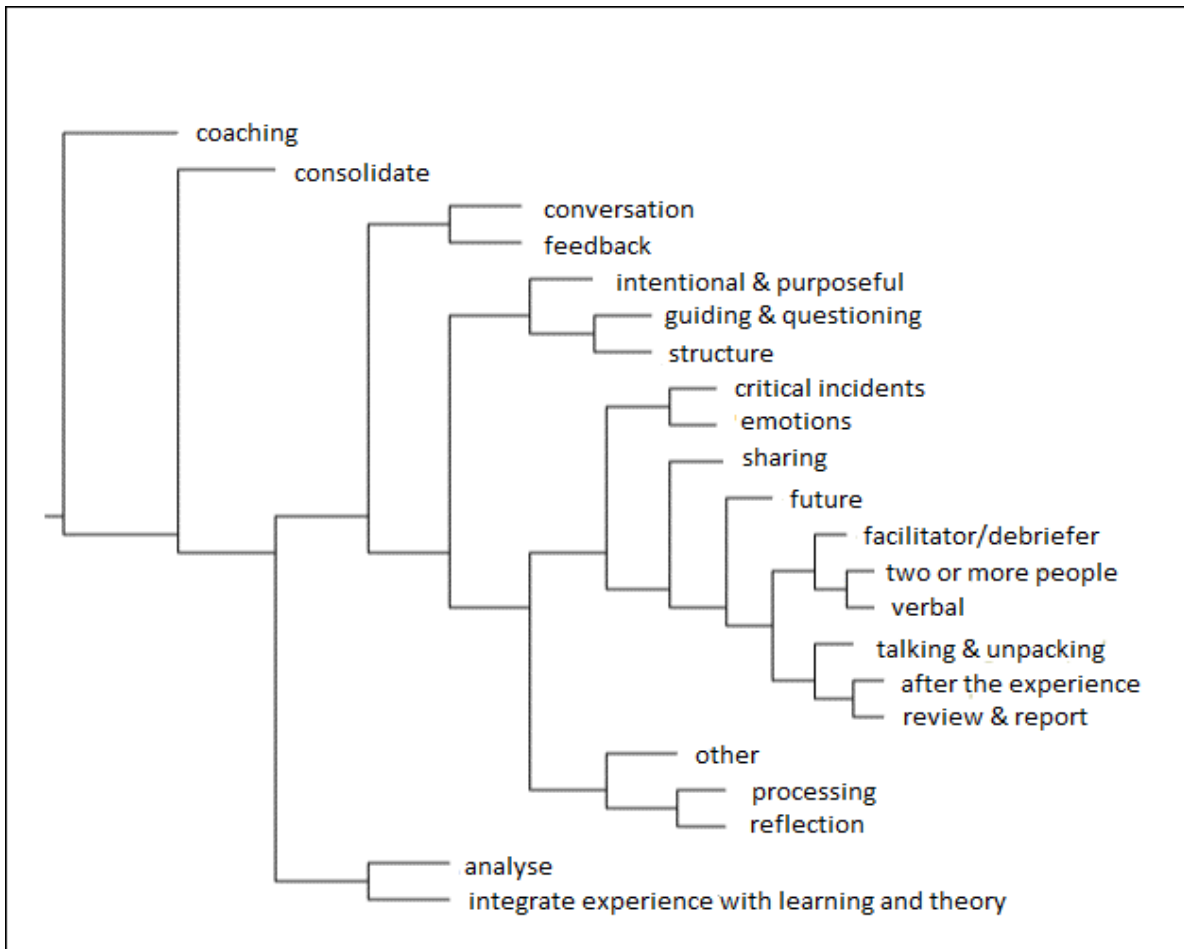 coaching
consolidate
conversation
feedback
intentional & purposeful
guiding & questioning
structure
critical incidents
emotions
sharing
future
facilitator/debriefer
two or more people
verbal
talking & unpacking
after the experience
review & report
other
processing
reflection
analyse
integrate experience with learning and theory